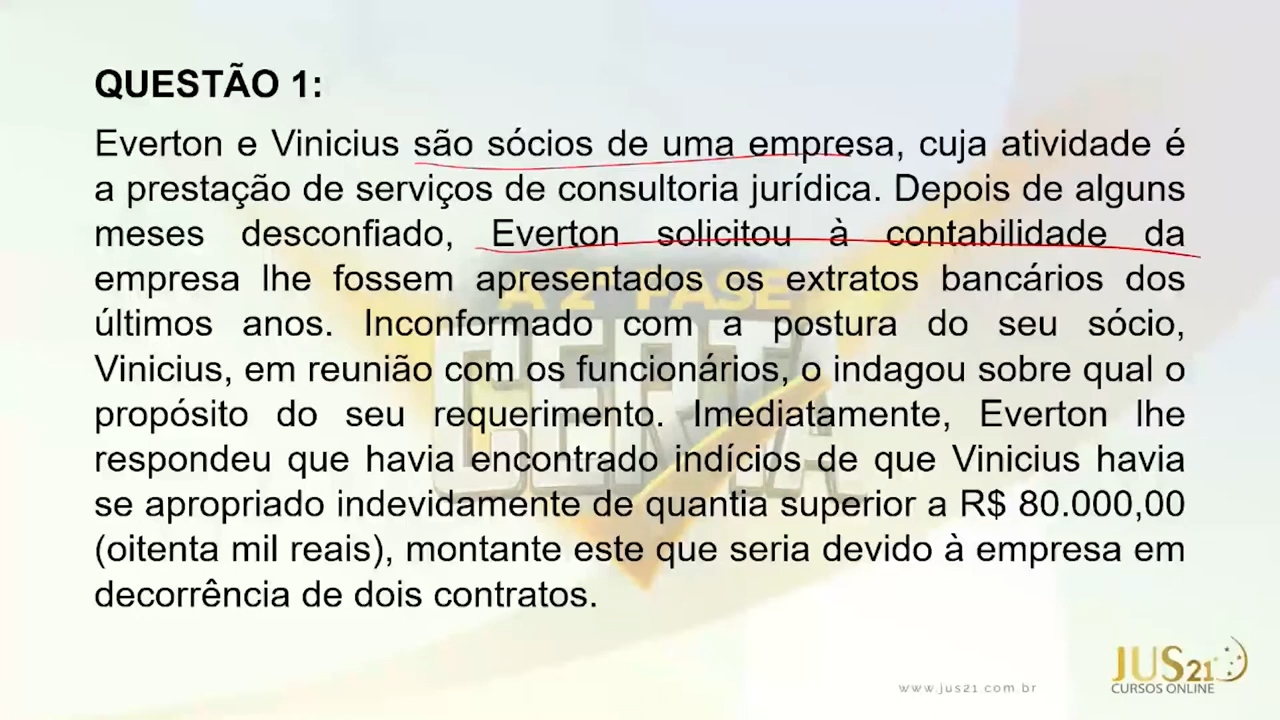 QUESTÃO 1:
Everton e Vinicius são sócios de uma empresa, cuja atividade é
a prestação de serviços de consultoria jurídica. Depois de alguns
meses desconfiado, Everton solicitou à contabilidade da
empresa lhe fossem apresentados os extratos bancários dos
últimos anos. Inconformado com a postura do seu sócio,
Vinicius, em reunião com os funcionários, o indagou sobre qual o
propósito do seu requerimento. Imediatamente, Everton lhe
respondeu que havia encontrado indícios de que Vinicius havia
se apropriado indevidamente de quantia superior a R$ 80.000,00
(oitenta mil reais), montante este que seria devido à empresa em
decorrência de dois contratos.
A 2ª FASE
CERTA
JUS21
CURSOS ONLINE
www.jus21.com.br